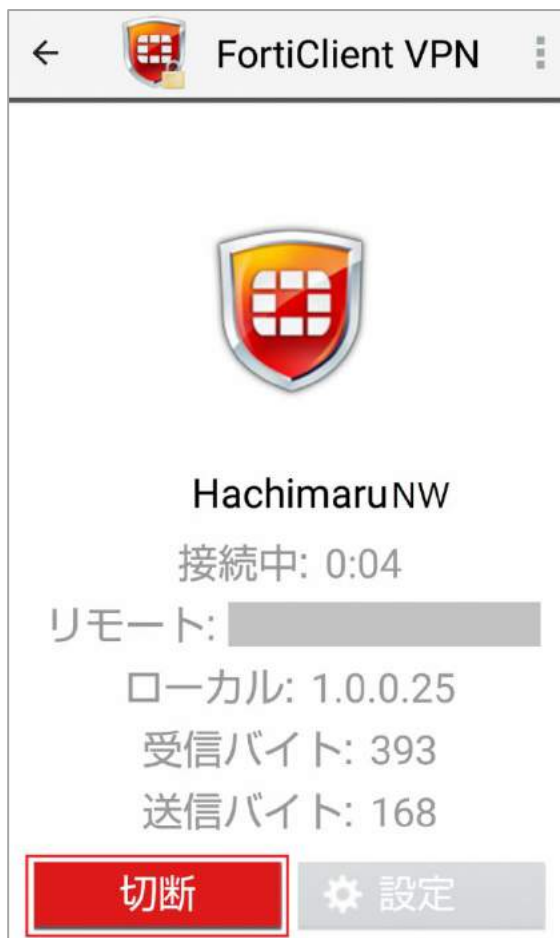 FortiClient VPN
HachimaruNW
接続中: 0:04
リモート:
ローカル: 1.0.0.25
受信バイト: 393
送信バイト: 168
切断
設定